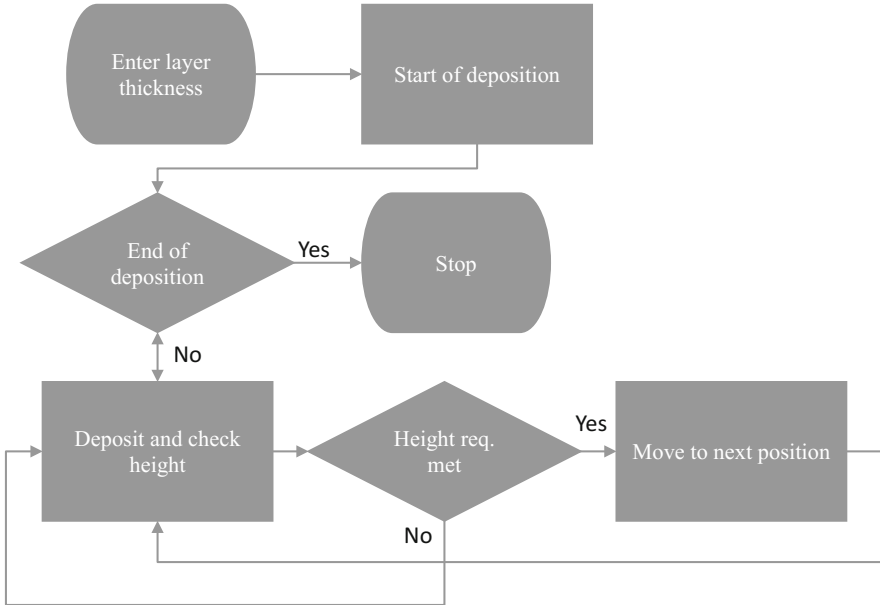 Enter layer
thickness
Start of deposition
End of
deposition
Yes
Stop
No
Deposit and check
height
Height req.
met
Yes
Move to next position
No